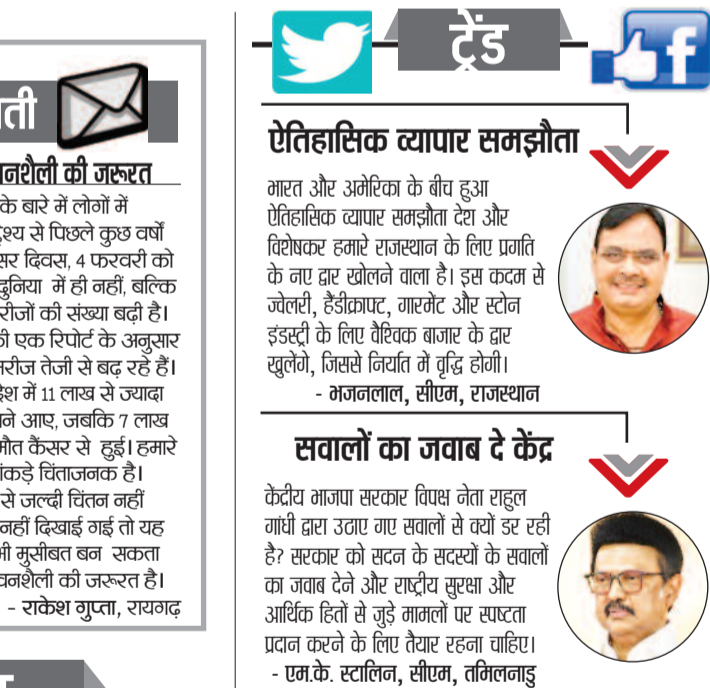 ती
नशैली की जरूरत
के बारे में लोगों में
श्य से पिछले कुछ वर्षों
सर दिवस, 4 फरवरी को
दुनिया में ही नहीं, बल्कि
रीजों की संख्या बढ़ी है।
ी एक रिपोर्ट के अनुसार
मरीज तेजी से बढ़ रहे हैं।
देश में 11 लाख से ज्यादा
ने आए, जबकि 7 लाख
मौत कैंसर से हुई। हमारे
ांकड़े चिंताजनक है।
से जल्दी चिंतन नहीं
नहीं दिखाई गई तो यह
भी मुसीबत बन सकता
वनशैली की जरूरत है।
- राकेश गुप्ता, रायगढ़
ट्रेंड
f
ऐतिहासिक व्यापार समझौता
भारत और अमेरिका के बीच हुआ
ऐतिहासिक व्यापार समझौता देश और
विशेषकर हमारे राजस्थान के लिए प्रगति
के नए द्वार खोलने वाला है। इस कदम से
ज्वेलरी, हैंडीक्राफ्ट, गारमेंट और स्टोन
इंडस्ट्री के लिए वैश्विक बाजार के द्वार
खुलेंगे, जिससे निर्यात में वृद्धि होगी।
- भजनलाल, सीएम, राजस्थान
सवालों का जवाब दे केंद्र
केंद्रीय भाजपा सरकार विपक्ष नेता राहुल
गांधी द्वारा उठाए गए सवालों से क्यों डर रही
है? सरकार को सदन के सदस्यों के सवालों
का जवाब देने और राष्ट्रीय सुरक्षा और
आर्थिक हितों से जुड़े मामलों पर स्पष्टता
प्रदान करने के लिए तैयार रहना चाहिए।
- एम.के. स्टालिन, सीएम, तमिलनाडु